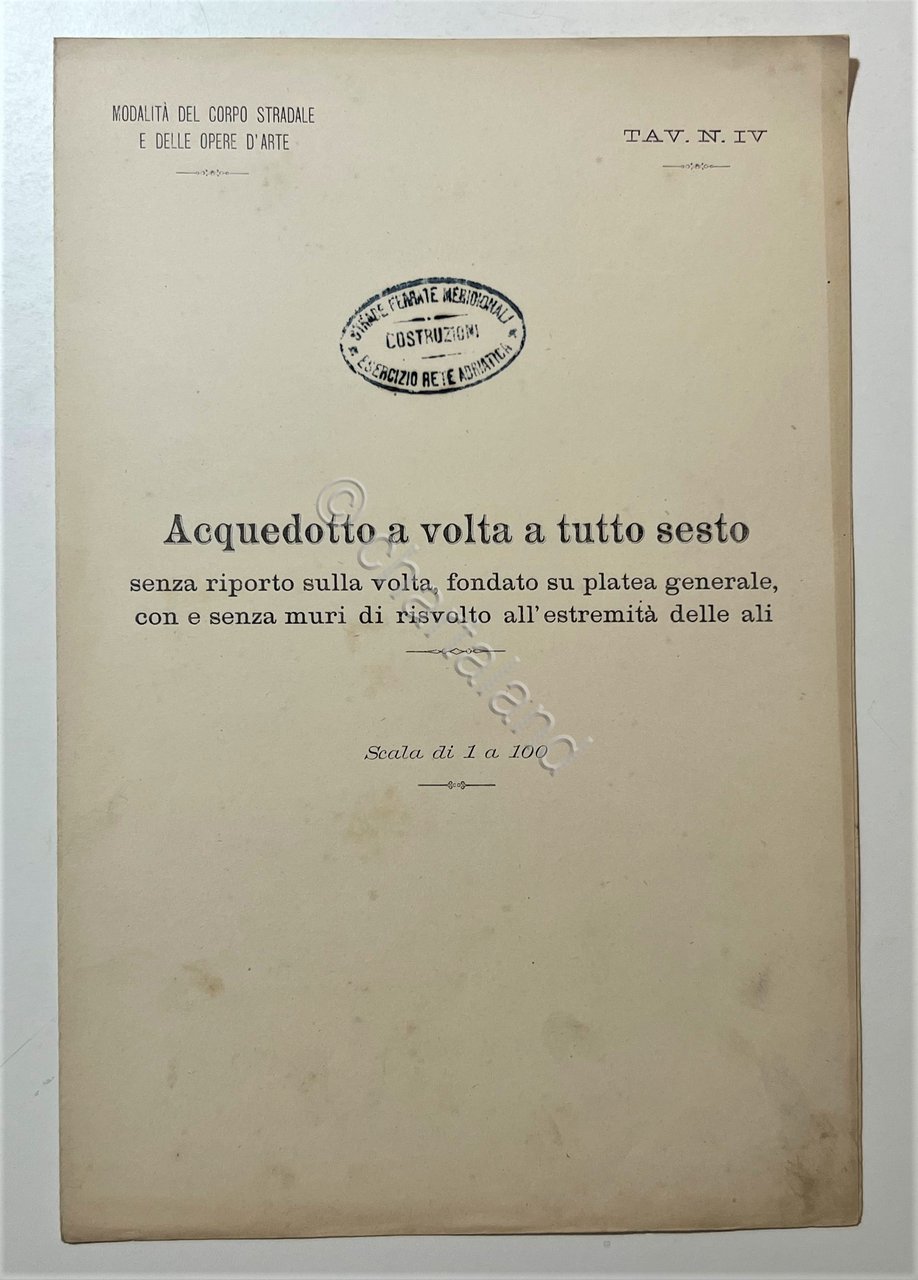 MODALITÀ DEL CORPO STRADALE
E DELLE OPERE D'ARTE
TAV. N. IV
STRADE FERRATE MERIDIONALI
COSTRUZIONI
ESERCIZIO RETE ADRIATICA
Acquedotto a volta a tutto sesto
senza riporto sulla volta, fondato su platea generale,
con e senza muri di risvolto all'estremità delle ali
Scala di 1 a 100
© chartaland